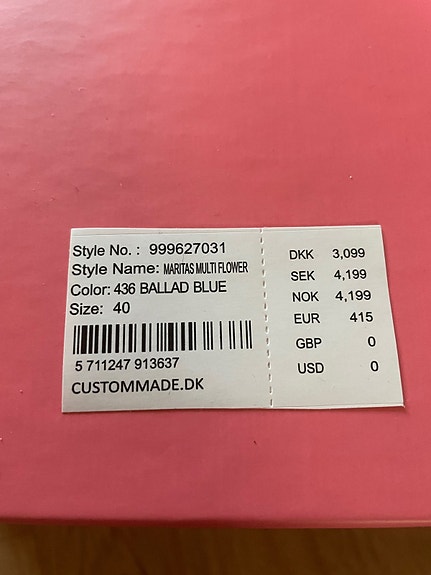 Style No. : 999627031
Style Name: MARITAS MULTI FLOWER
Color: 436 BALLAD BLUE
Size: 40
5 711247 913637
CUSTOMMADE.DK
DKK 3,099
SEK 4,199
NOK 4,199
EUR 415
GBP 0
USD 0